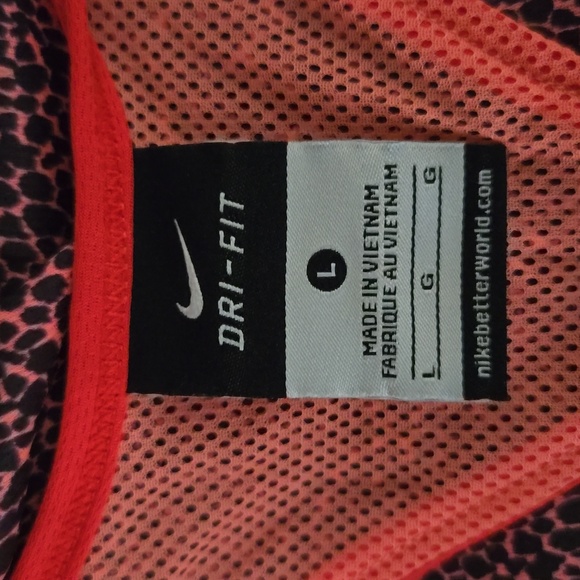 DRI-FIT
L
MADE IN VIETNAM
FABRIQUE AU VIETNAM
L G G
nikebetterworld.com